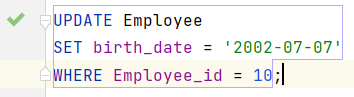 UPDATE Employee
SET birth_date = '2002-07-07'
WHERE Employee_id = 10;